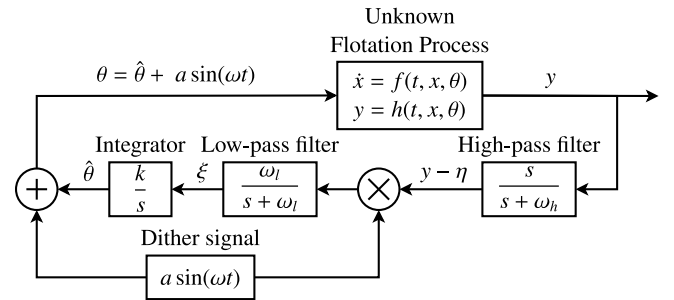 Unknown
Flotation Process
θ = θ̂ + a sin(ωt)
ẋ = f(t, x, θ)
y = h(t, x, θ)
y
Integrator
Low-pass filter
High-pass filter
+
θ̂
k
s
ξ
ω_l
s + ω_l
×
y − η
s
s + ω_h
Dither signal
a sin(ωt)